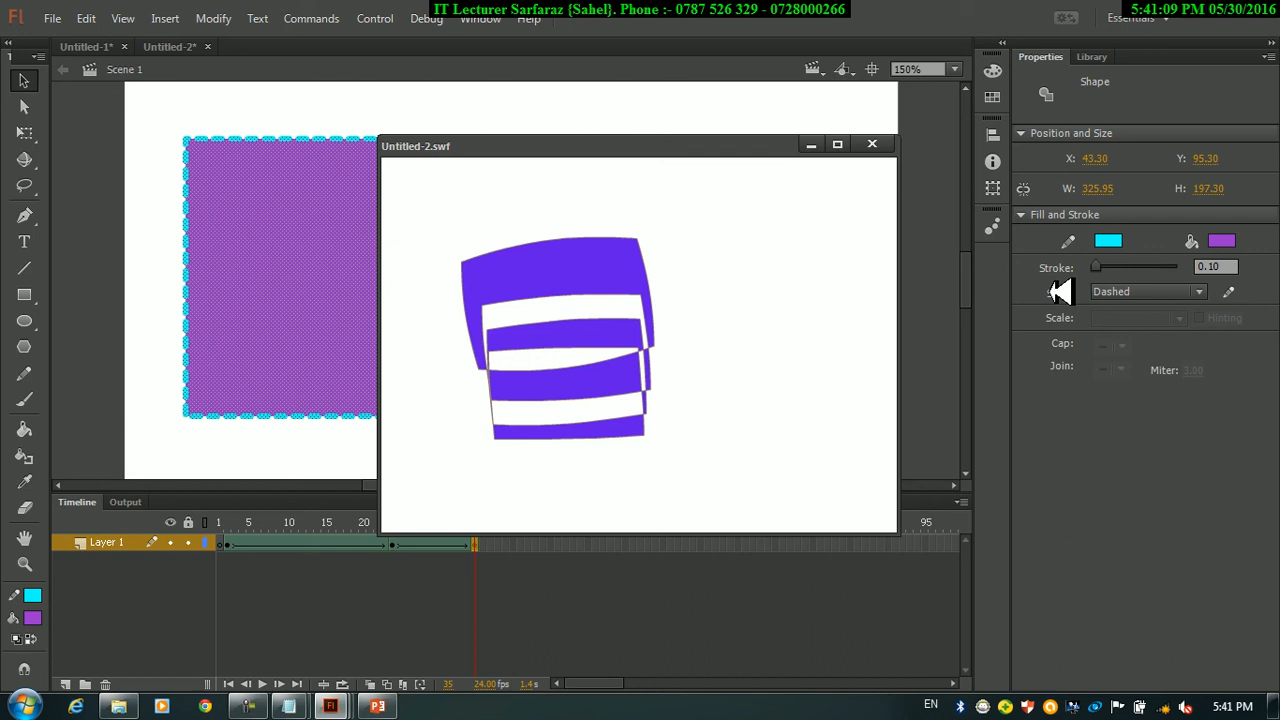 IT Lecturer Sarfaraz {Sahel}. Phone :- 0787 526 329 - 0728000266
5:41:09 PM 05/30/2016
Fl
File Edit View Insert Modify Text Commands Control Debug Window Help
Essentials
Untitled-1* × Untitled-2* ×
Properties Library
Scene 1
150%
Shape
Position and Size
X: 43.30 Y: 95.30
W: 325.95 H: 197.30
Fill and Stroke
Stroke: 0.10
Dashed
Scale: Hinting
Cap:
Join: Miter: 3.00
Untitled-2.swf
Timeline Output
1 5 10 15 20 95
Layer 1
35 24.00 fps 1.4 s
EN 5:41 PM